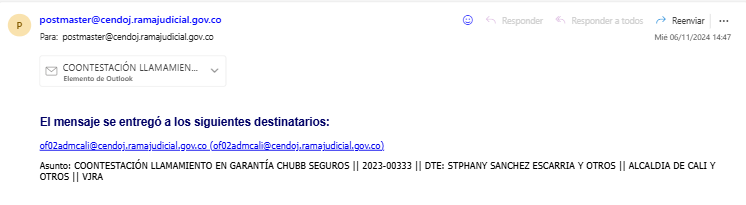 P
postmaster@cendoj.ramajudicial.gov.co
Responder
Responder a todos
Reenviar
Para: postmaster@cendoj.ramajudicial.gov.co
Mié 06/11/2024 14:47
COONTESTACIÓN LLAMAMIEN...
Elemento de Outlook
El mensaje se entregó a los siguientes destinatarios:
of02admcali@cendoj.ramajudicial.gov.co (of02admcali@cendoj.ramajudicial.gov.co)
Asunto: COONTESTACIÓN LLAMAMIENTO EN GARANTÍA CHUBB SEGUROS || 2023-00333 || DTE: STPHANY SANCHEZ ESCARRIA Y OTROS || ALCALDIA DE CALI Y
OTROS || VJRA